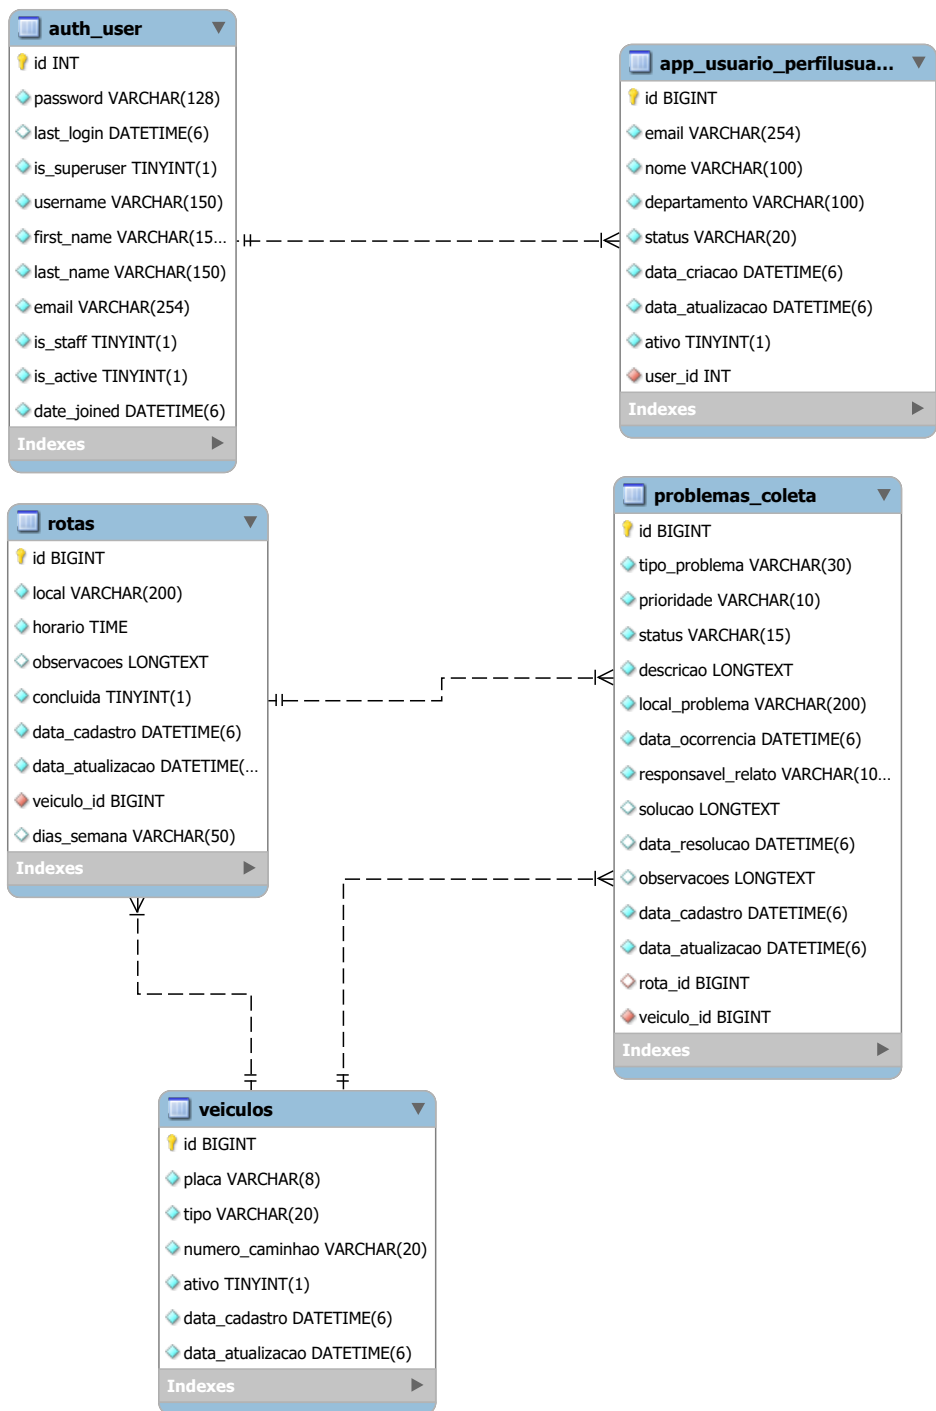 auth_user
id INT
password VARCHAR(128)
last_login DATETIME(6)
is_superuser TINYINT(1)
username VARCHAR(150)
first_name VARCHAR(15...
last_name VARCHAR(150)
email VARCHAR(254)
is_staff TINYINT(1)
is_active TINYINT(1)
date_joined DATETIME(6)
Indexes
app_usuario_perfilusua...
id BIGINT
email VARCHAR(254)
nome VARCHAR(100)
departamento VARCHAR(100)
status VARCHAR(20)
data_criacao DATETIME(6)
data_atualizacao DATETIME(6)
ativo TINYINT(1)
user_id INT
Indexes
rotas
id BIGINT
local VARCHAR(200)
horario TIME
observacoes LONGTEXT
concluida TINYINT(1)
data_cadastro DATETIME(6)
data_atualizacao DATETIME(...
veiculo_id BIGINT
dias_semana VARCHAR(50)
Indexes
problemas_coleta
id BIGINT
tipo_problema VARCHAR(30)
prioridade VARCHAR(10)
status VARCHAR(15)
descricao LONGTEXT
local_problema VARCHAR(200)
data_ocorrencia DATETIME(6)
responsavel_relato VARCHAR(10...
solucao LONGTEXT
data_resolucao DATETIME(6)
observacoes LONGTEXT
data_cadastro DATETIME(6)
data_atualizacao DATETIME(6)
rota_id BIGINT
veiculo_id BIGINT
Indexes
veiculos
id BIGINT
placa VARCHAR(8)
tipo VARCHAR(20)
numero_caminhao VARCHAR(20)
ativo TINYINT(1)
data_cadastro DATETIME(6)
data_atualizacao DATETIME(6)
Indexes